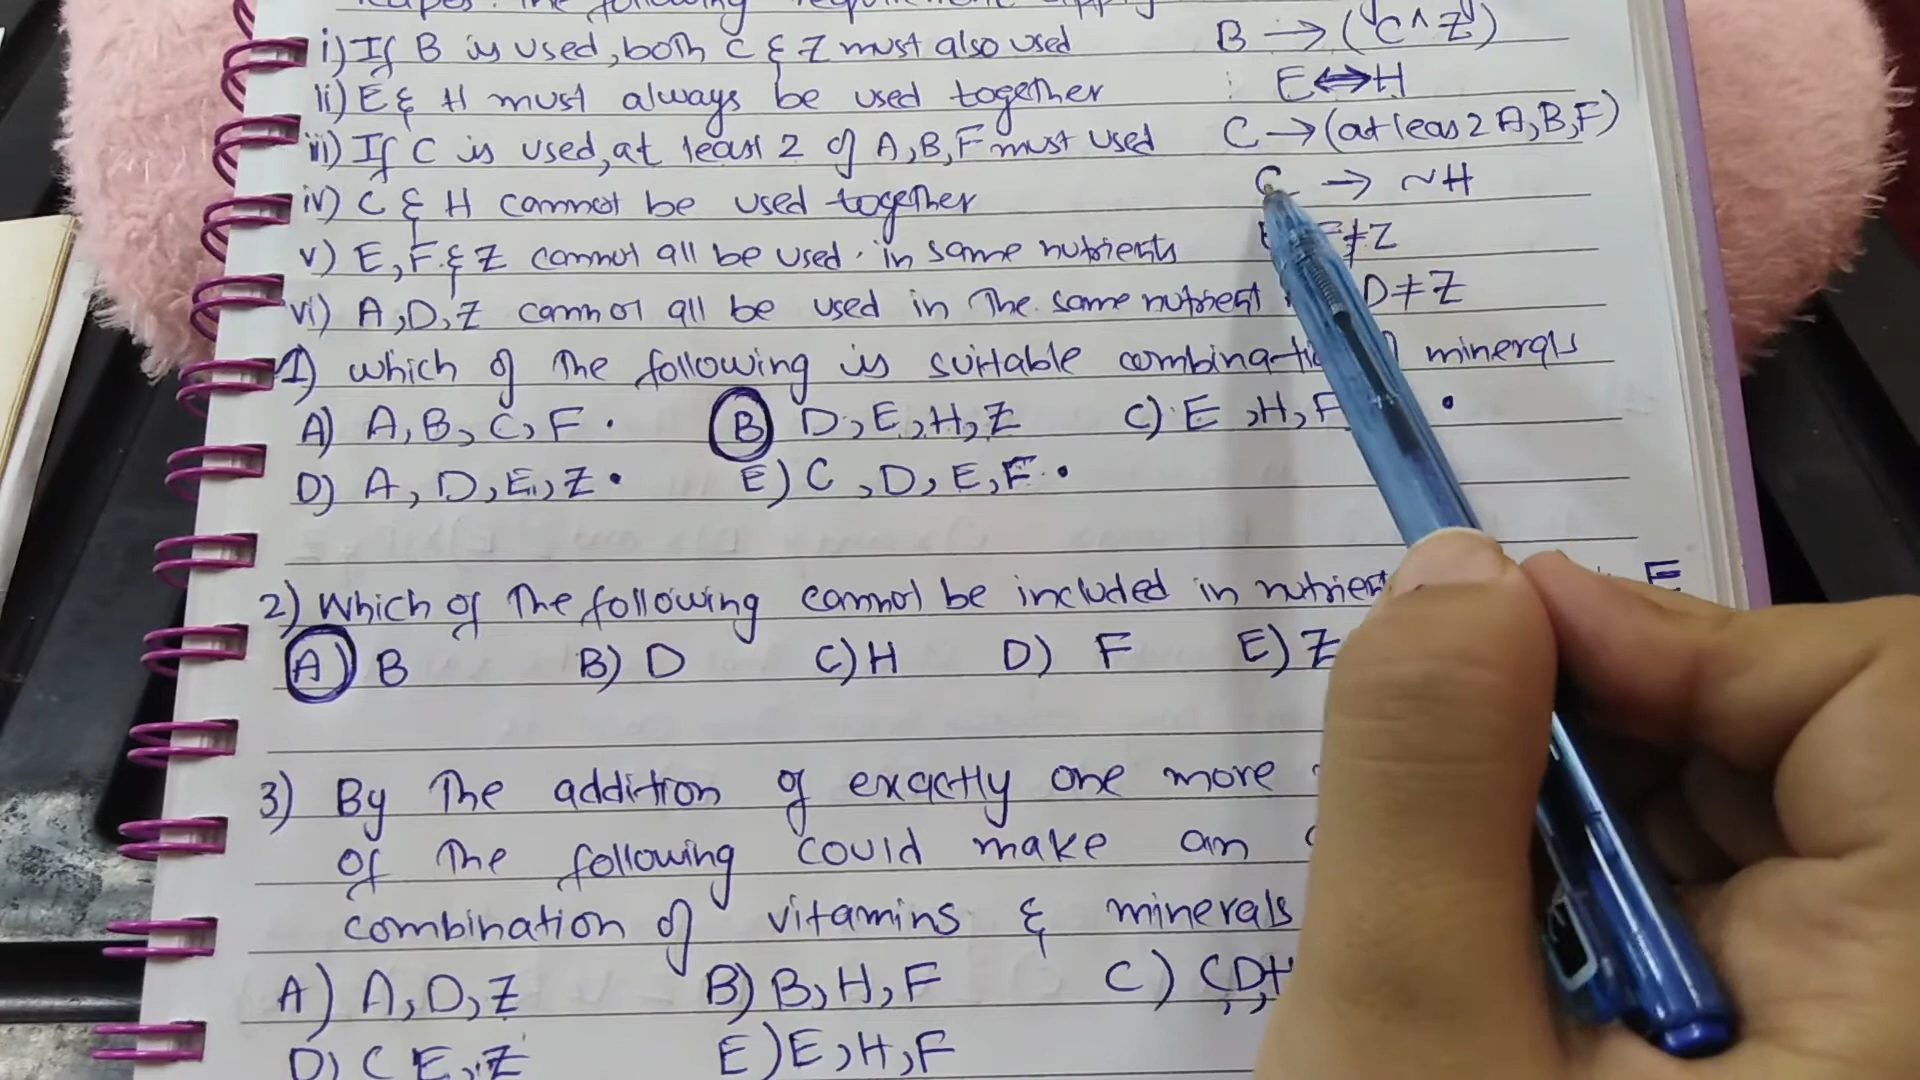 The following
i) If B is used, both C & Z must also used B → (C ∧ Z)
ii) E & H must always be used together : E ↔ H
iii) If C is used, at least 2 of A, B, F must used C → (at leas 2 A, B, F)
iv) C & H cannot be used together C → ~H
v) E, F & Z cannot all be used in same nutrients ≠ Z
vi) A, D, Z cannot all be used in the same nutrient D ≠ Z
1) which of the following is suitable minerals
A) A, B, C, F . B) D, E, H, Z C) E, H, F .
D) A, D, E, Z . E) C, D, E, F .
2) Which of the following cannot be included in E
A) B B) D C) H D) F E) Z
3) By the addition of exactly one more
of the following could make an
combination of vitamins & minerals
A) A, D, Z B) B, H, F C) C, D, H
D) C E, Z E) E, H, F